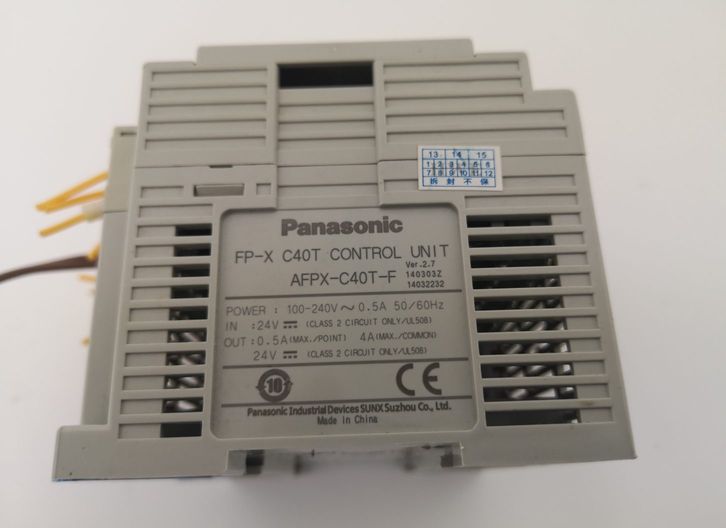 13 14 15
1 2 3 4 5 6
7 8 9 10 11 12
拆 封 不 保
Panasonic
FP-X C40T CONTROL UNIT
Ver.2.7
AFPX-C40T-F
140303Z
14032232
POWER : 100-240V ~ 0.5A 50/60Hz
IN : 24V ⎓ (CLASS 2 CIRCUIT ONLY/UL508)
OUT : 0.5A (MAX./POINT) 4A (MAX./COMMON)
24V ⎓ (CLASS 2 CIRCUIT ONLY/UL508)
10
CE
Panasonic Industrial Devices SUNX Suzhou Co., Ltd.
Made in China